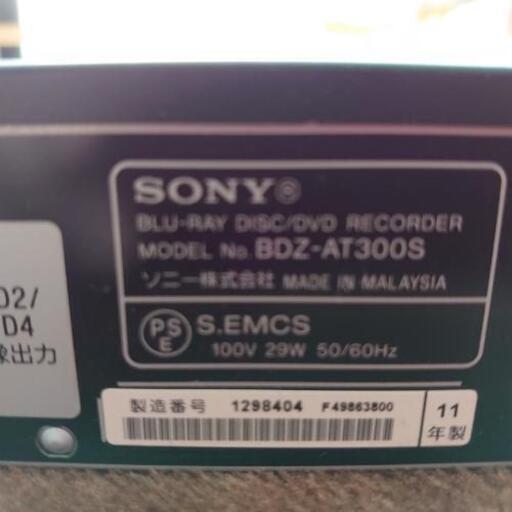 SONY®
BLU-RAY DISC/DVD RECORDER
MODEL No. BDZ-AT300S
ソニー株式会社 MADE IN MALAYSIA
PSE S.EMCS
100V 29W 50/60Hz
D2/
D4
像出力
製造番号 1298404 F49863800
11
年製